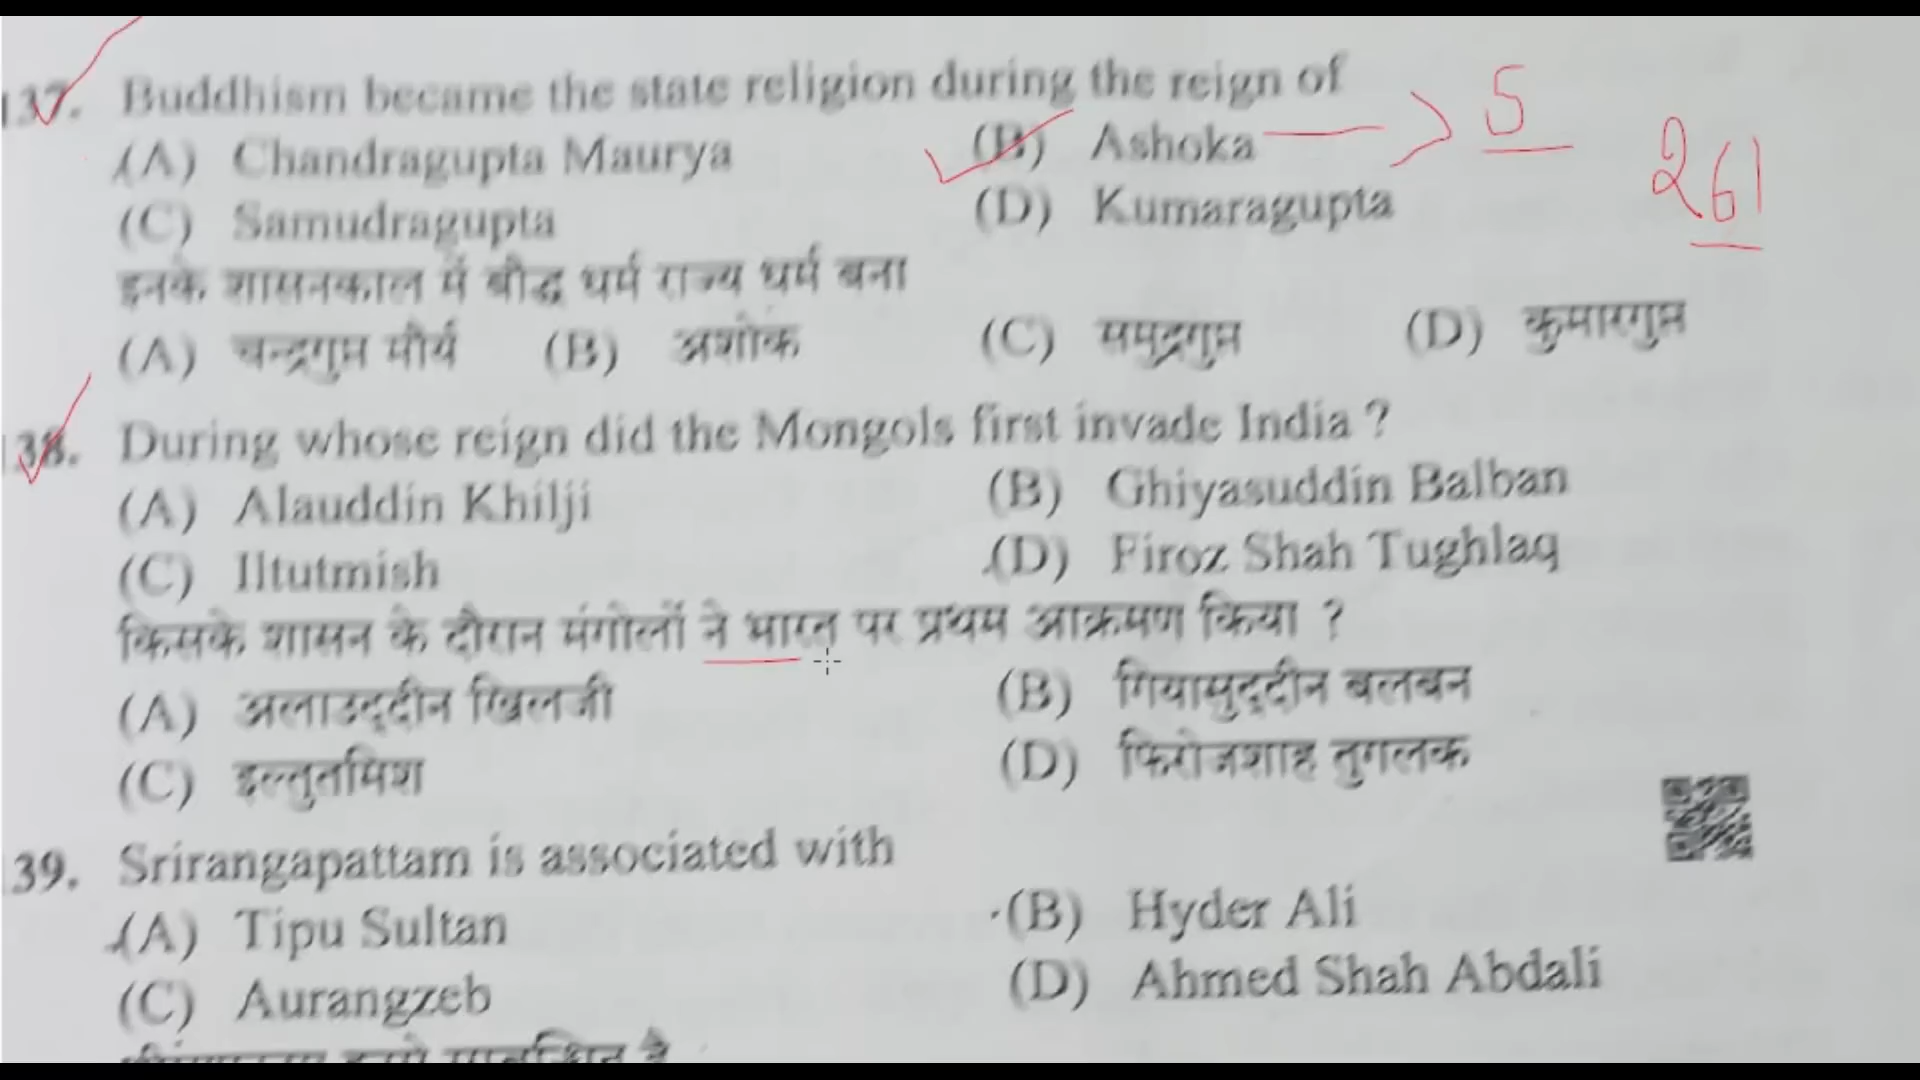 137. Buddhism became the state religion during the reign of
(A) Chandragupta Maurya (B) Ashoka 5
261
(C) Samudragupta (D) Kumaragupta
इनके शासनकाल में बौद्ध धर्म राज्य धर्म बना
(A) चन्द्रगुप्त मौर्य (B) अशोक (C) समुद्रगुप्त (D) कुमारगुप्त
138. During whose reign did the Mongols first invade India ?
(A) Alauddin Khilji (B) Ghiyasuddin Balban
(C) Iltutmish (D) Firoz Shah Tughlaq
किसके शासन के दौरान मंगोलों ने भारत पर प्रथम आक्रमण किया ?
(A) अलाउद्दीन खिलजी (B) गियासुद्दीन बलबन
(C) इल्तुतमिश (D) फिरोजशाह तुगलक
139. Srirangapattam is associated with
(A) Tipu Sultan (B) Hyder Ali
(C) Aurangzeb (D) Ahmed Shah Abdali